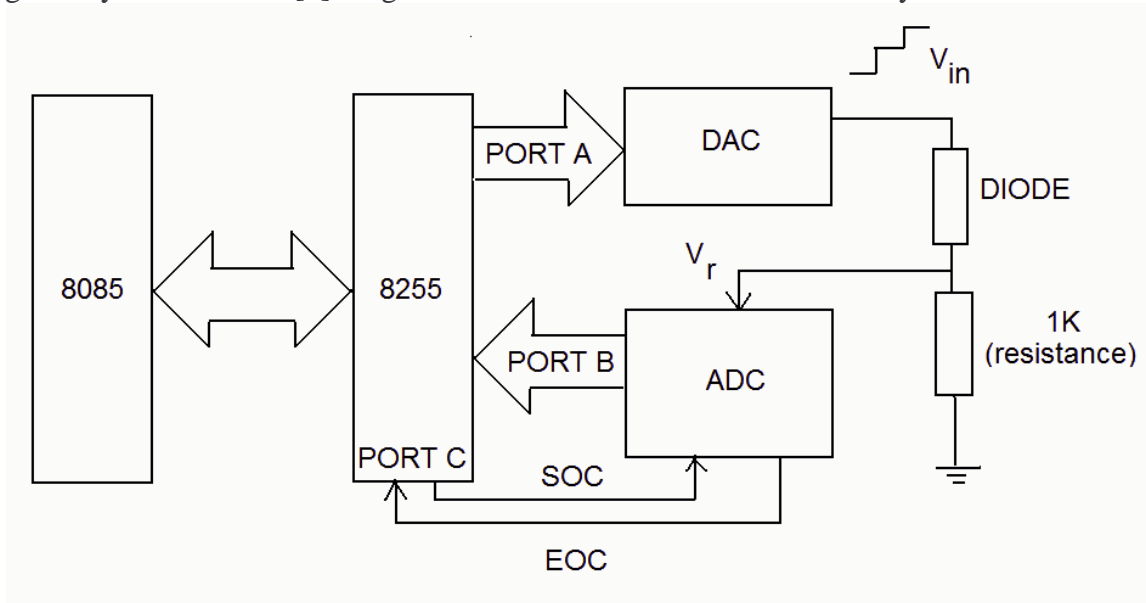 V in
DAC
PORT A
DIODE
8085
8255
V r
1K
(resistance)
PORT B
ADC
PORT C
SOC
EOC